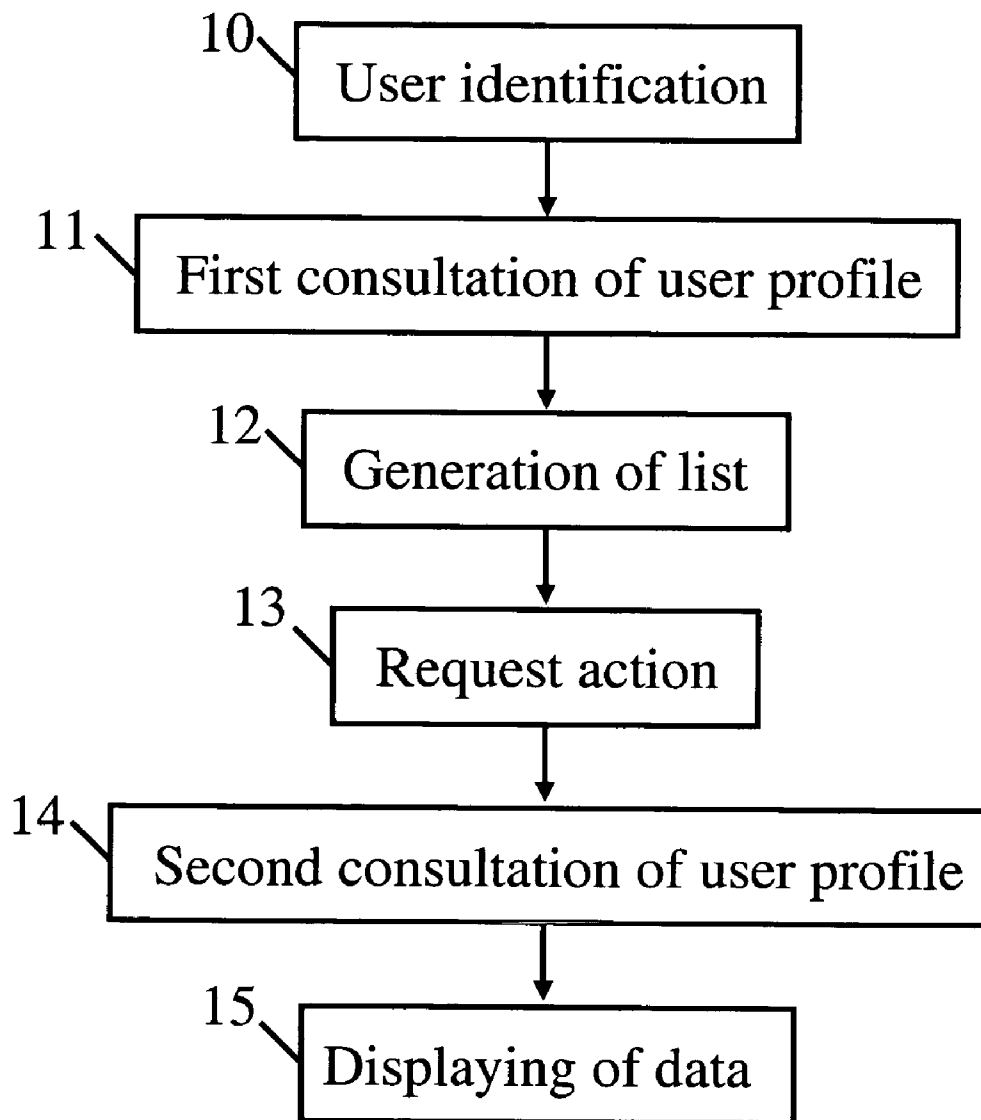 10
User identification
11
First consultation of user profile
12
Generation of list
13
Request action
14
Second consultation of user profile
15
Displaying of data